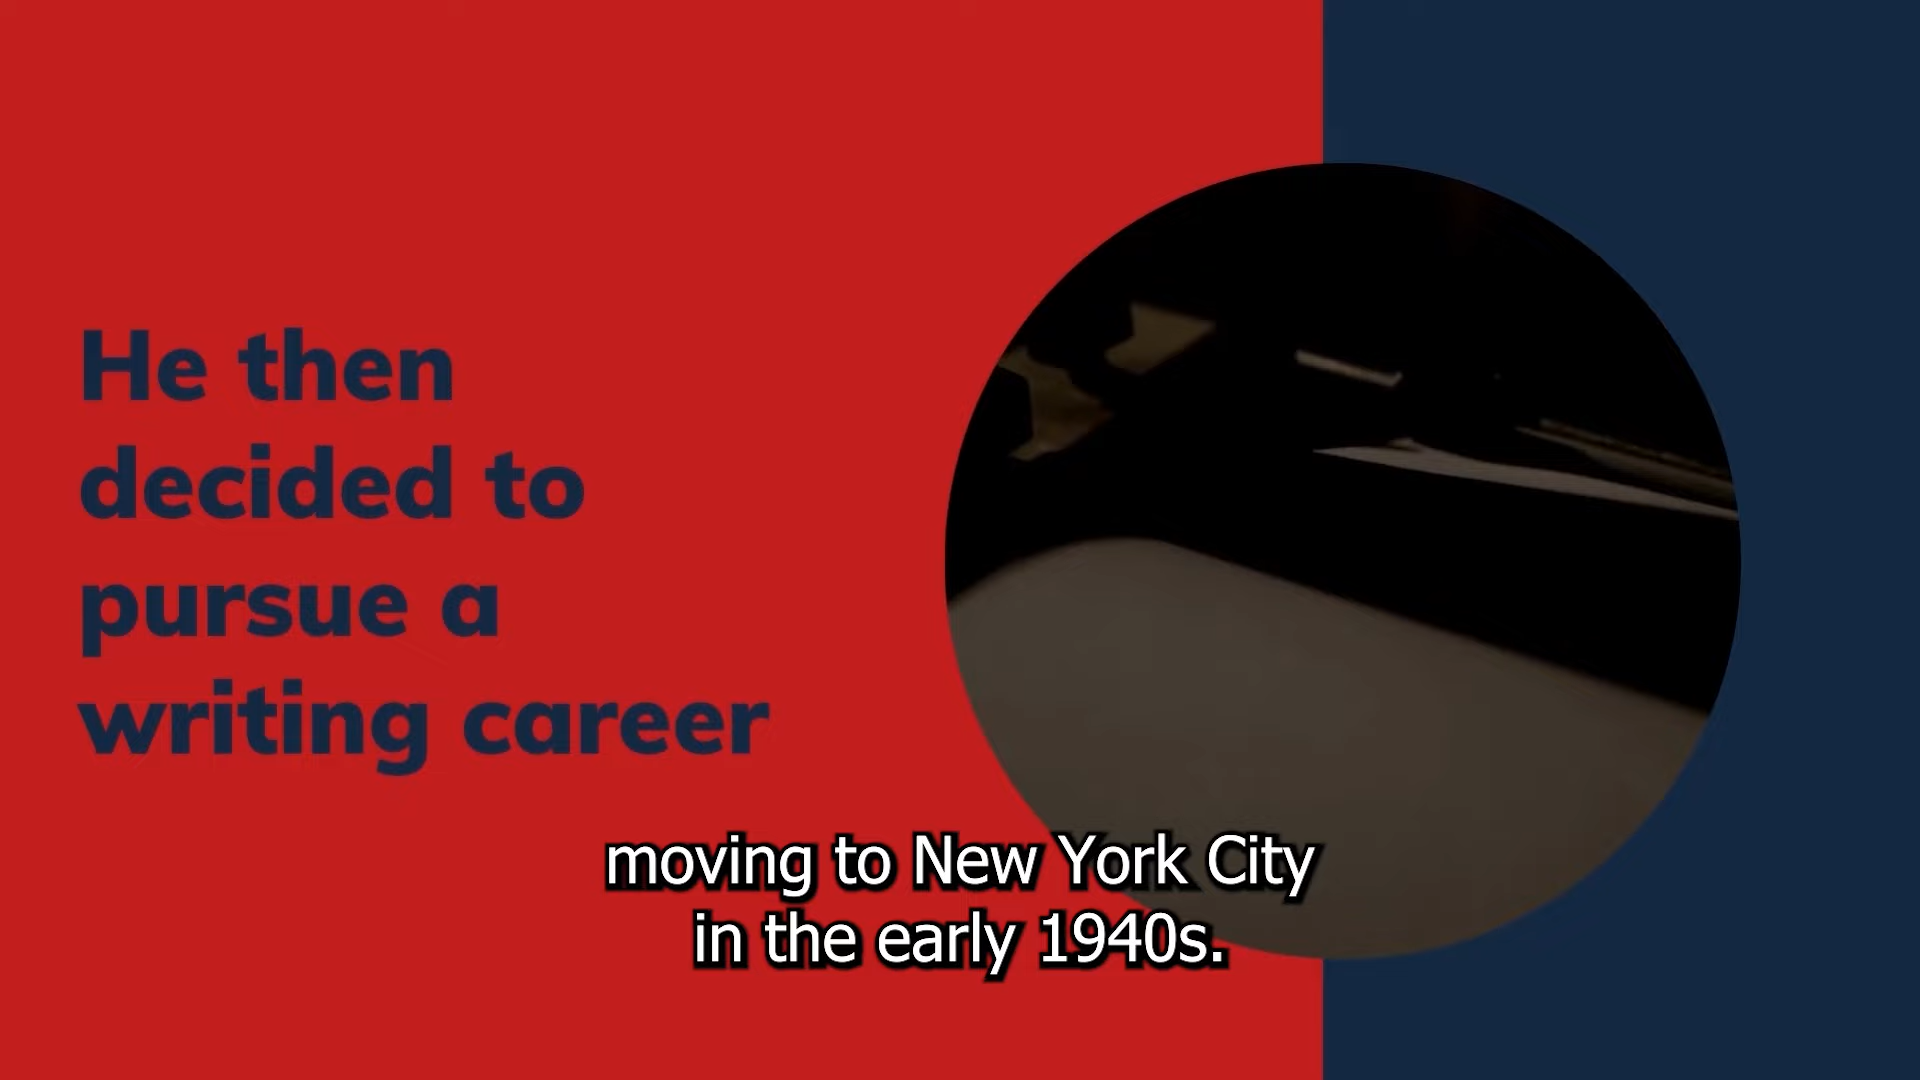 He then
decided to
pursue a
writing career
moving to New York City
in the early 1940s.